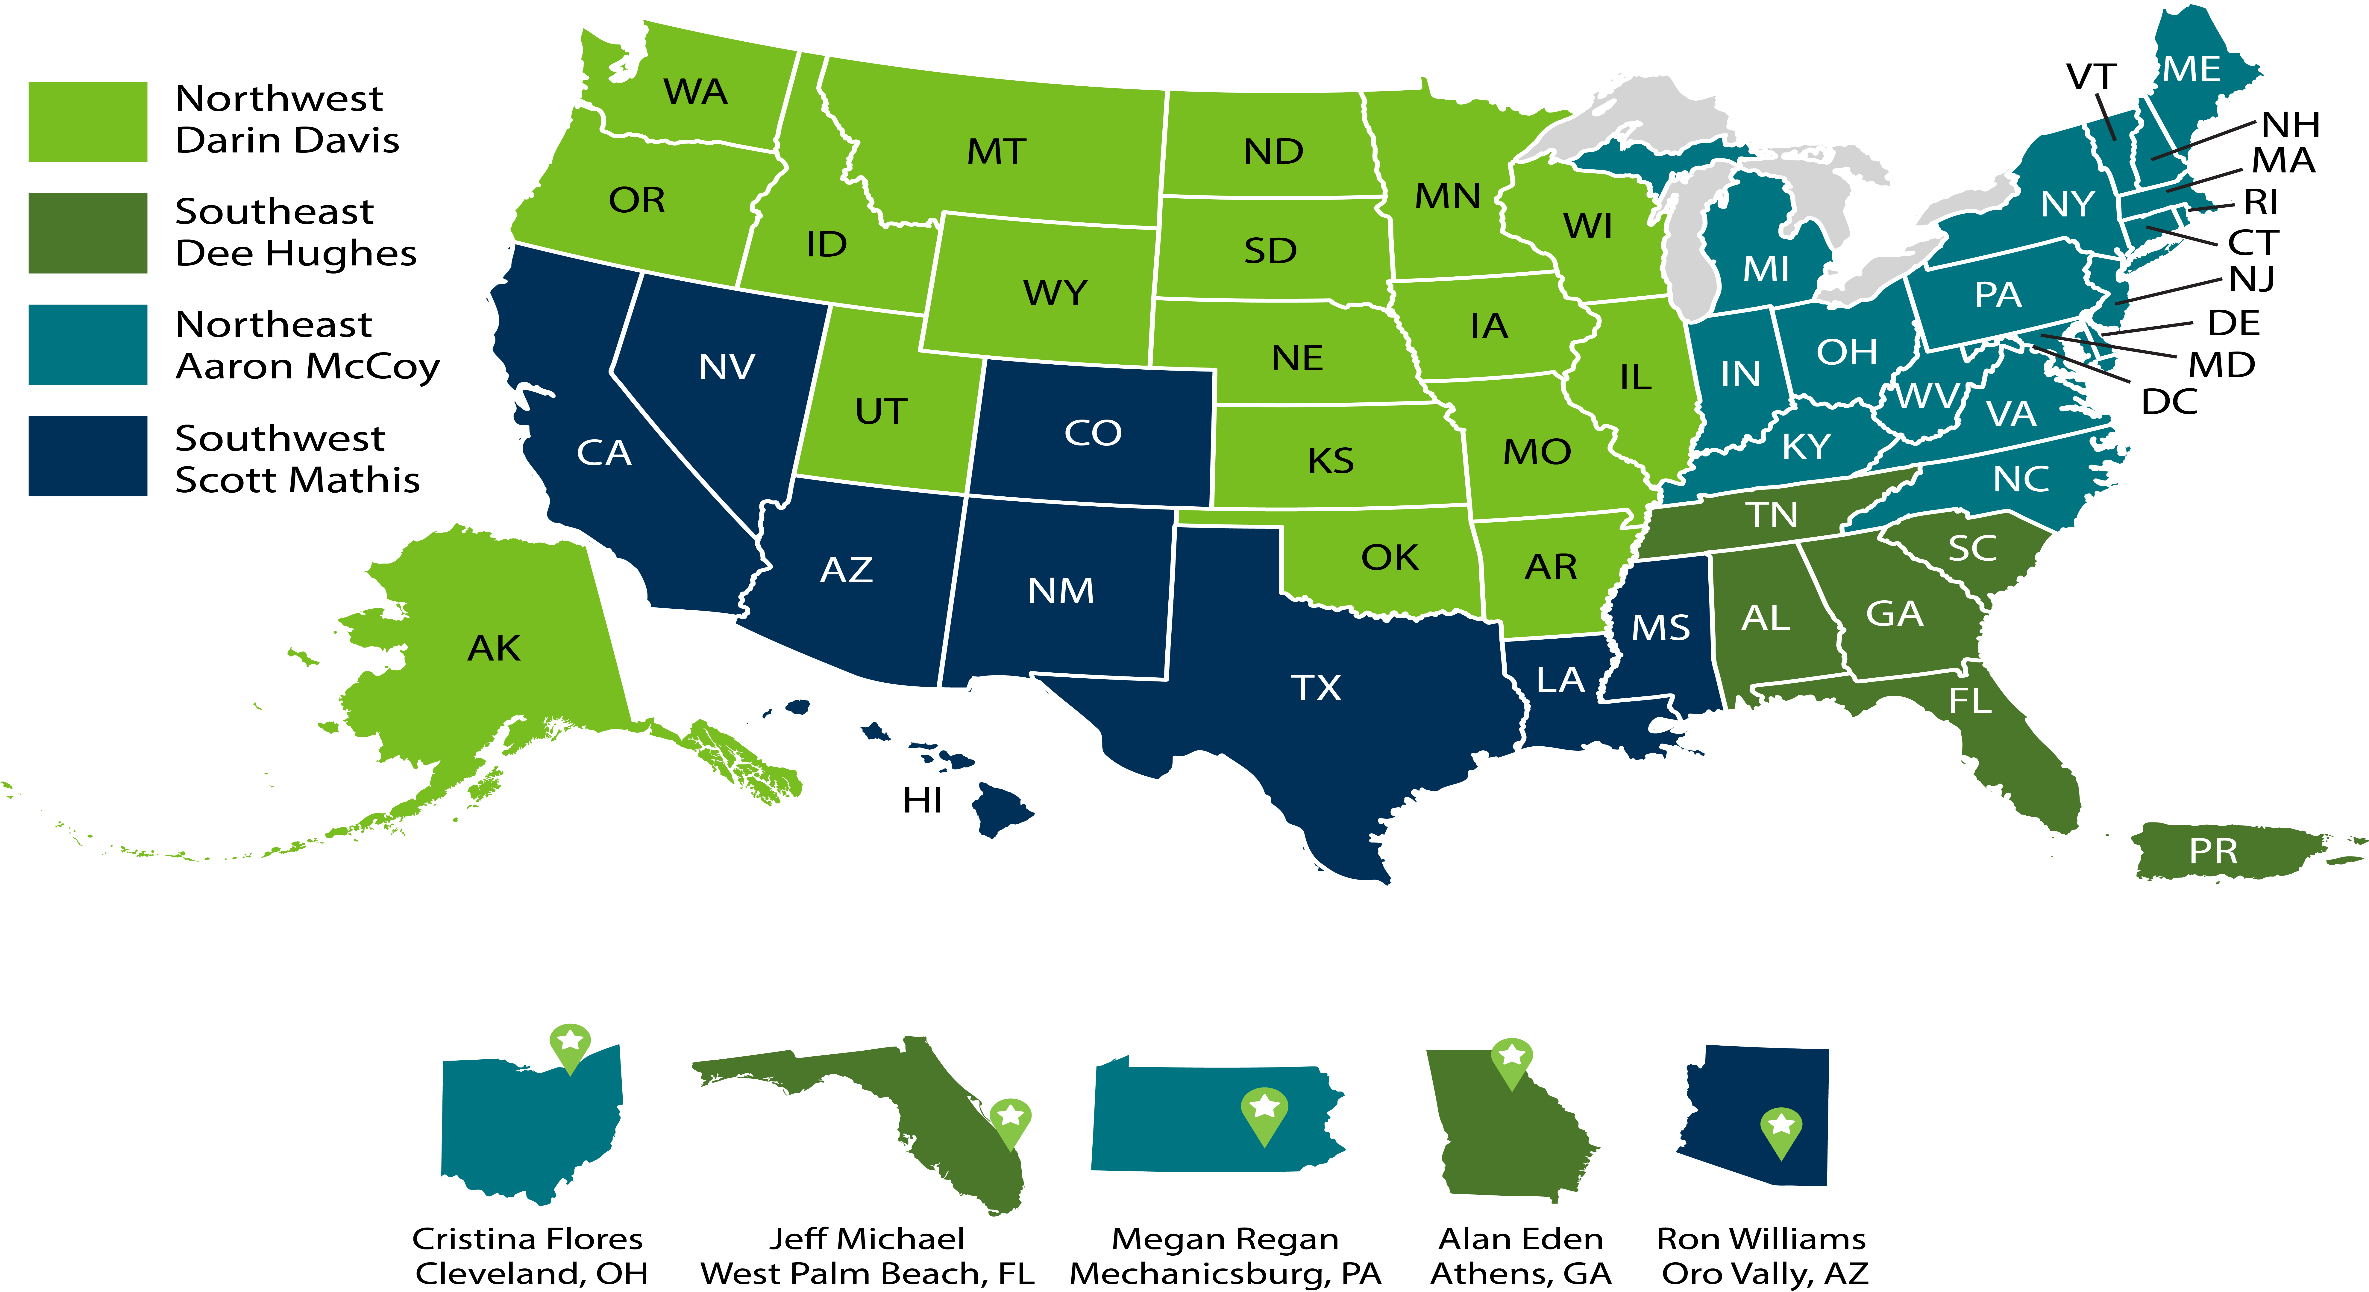 Northwest
Darin Davis
Southeast
Dee Hughes
Northeast
Aaron McCoy
Southwest
Scott Mathis
WA
OR
ID
MT
WY
UT
ND
SD
NE
KS
OK
MN
IA
MO
AR
WI
IL
AK
CA
NV
CO
AZ
NM
TX
LA
MS
HI
MI
IN
OH
KY
WV
VA
NC
PA
NY
VT
ME
NH
MA
RI
CT
NJ
DE
MD
DC
TN
SC
AL
GA
FL
PR
Cristina Flores
Cleveland, OH
Jeff Michael
West Palm Beach, FL
Megan Regan
Mechanicsburg, PA
Alan Eden
Athens, GA
Ron Williams
Oro Vally, AZ